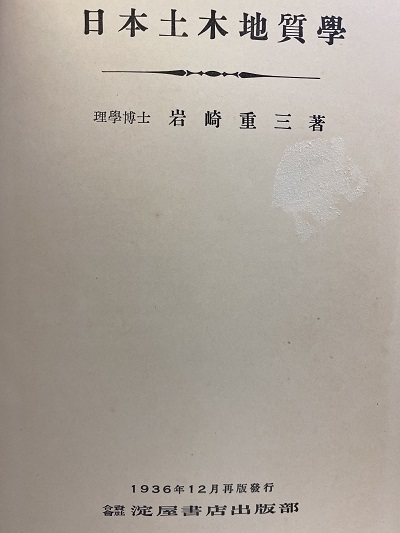 日本土木地質學
理學博士 岩崎重三著
1936年12月再版發行
合資會社 淀屋書店出版部